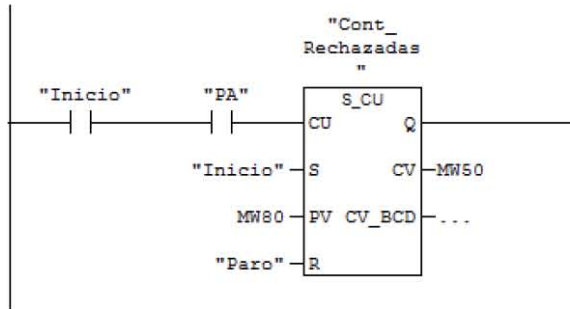 "Cont_
Rechazadas
"
"Inicio" "PA"
S_CU
CU Q
"Inicio" S CV MW50
MW80 PV CV_BCD ...
"Paro" R